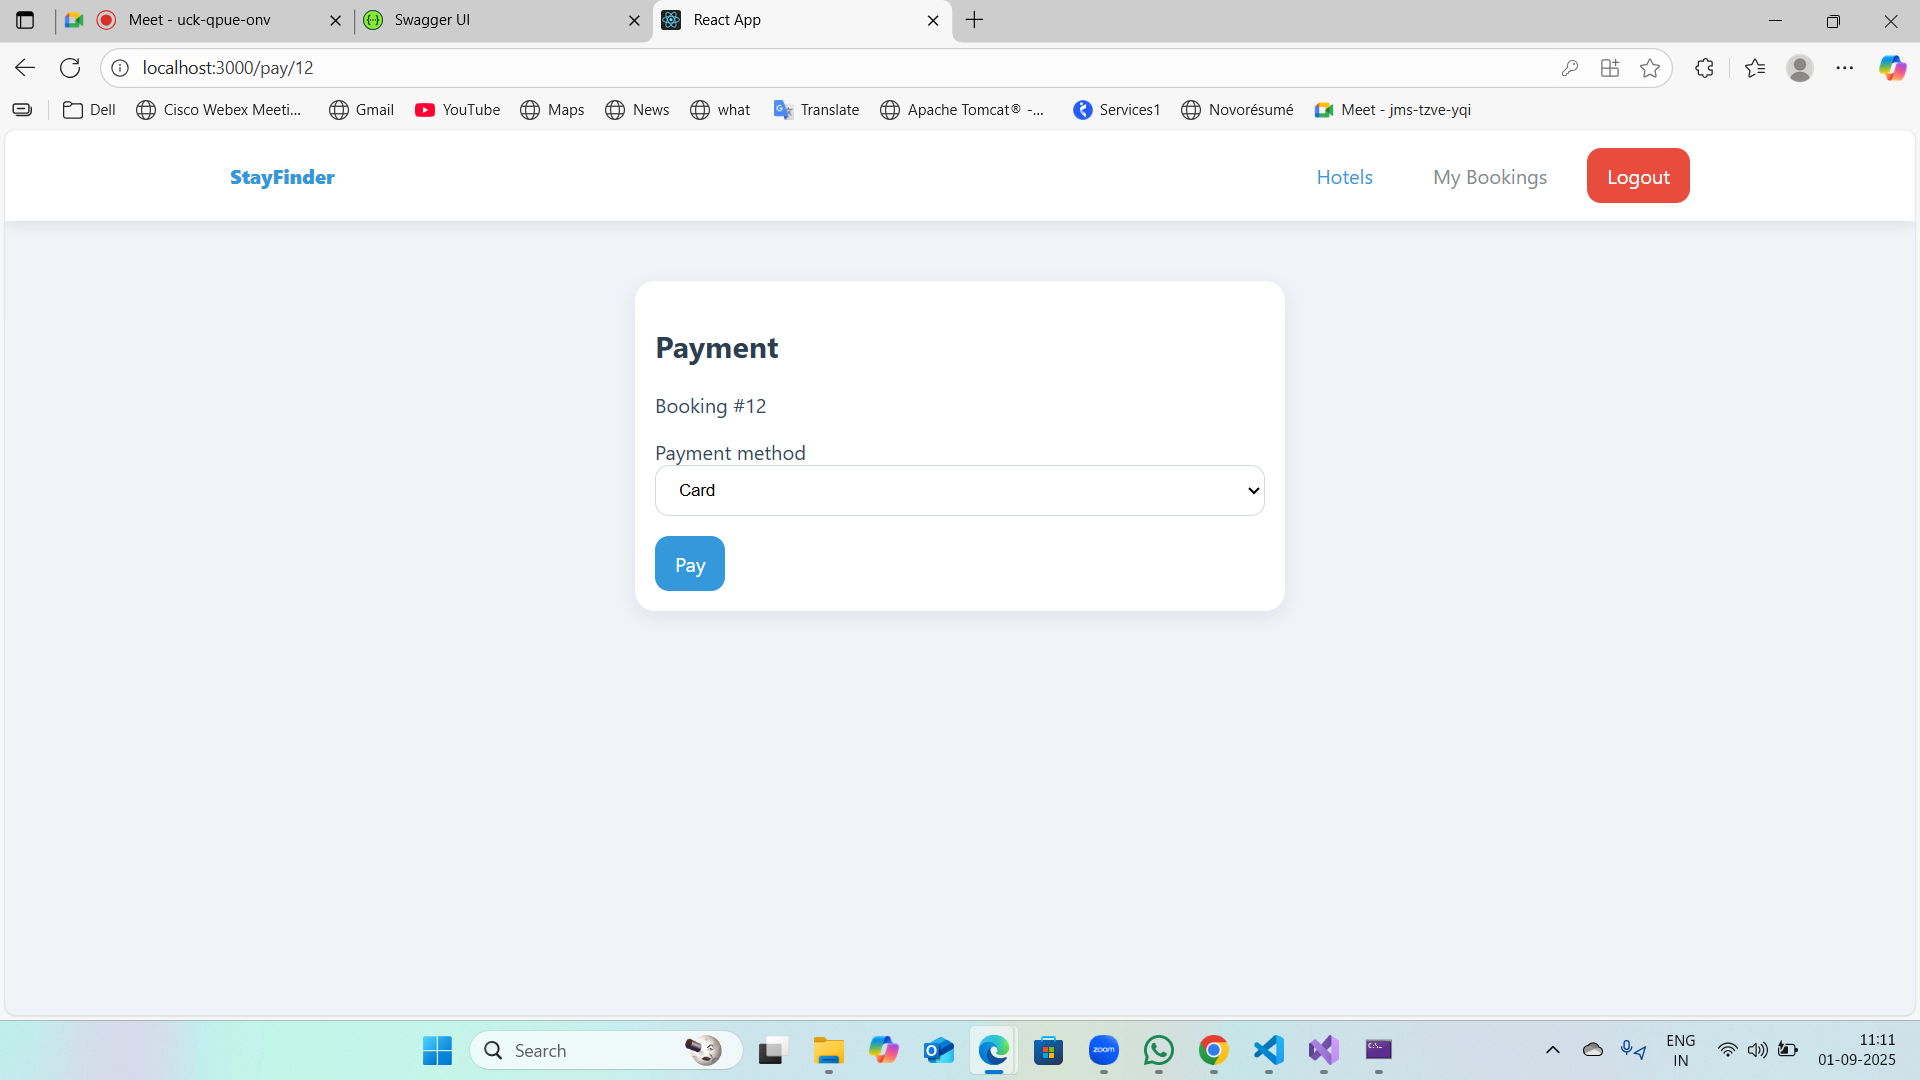 Meet - uck-qpue-onv
Swagger UI
React App
localhost:3000/pay/12
Dell
Cisco Webex Meeti...
Gmail
YouTube
Maps
News
what
Translate
Apache Tomcat® -...
Services1
Novorésumé
Meet - jms-tzve-yqi
StayFinder
Hotels
My Bookings
Logout
Payment
Booking #12
Payment method
Card
Pay
Search
zoom
ENG
IN
11:11
01-09-2025